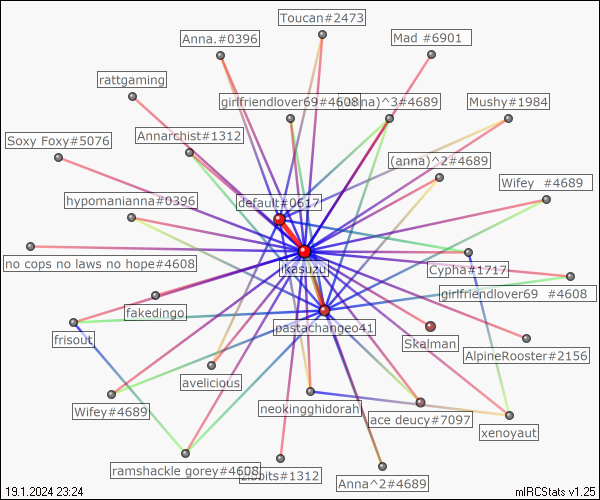 Toucan#2473
Anna.#0396
Mad #6901
rattgaming
girlfriendlover69#4608
nna)^3#4689
Mushy#1984
Soxy Foxy#5076
Annarchist#1312
(anna)^2#4689
Wifey #4689
hypomanianna#0396
default#0617
no cops no laws no hope#4608
jkasuzu
Cypha#1717
girlfriendlover69 #4608
fakedingo
pastachangeo41
frisout
Skalman
AlpineRooster#2156
avelicious
Wifey#4689
neokingghidorah
ace deucy#7097
xenoyaut
ramshackle gorey#4608
bits#1312
Anna^2#4689
19.1.2024 23:24
mIRCStats v1.25